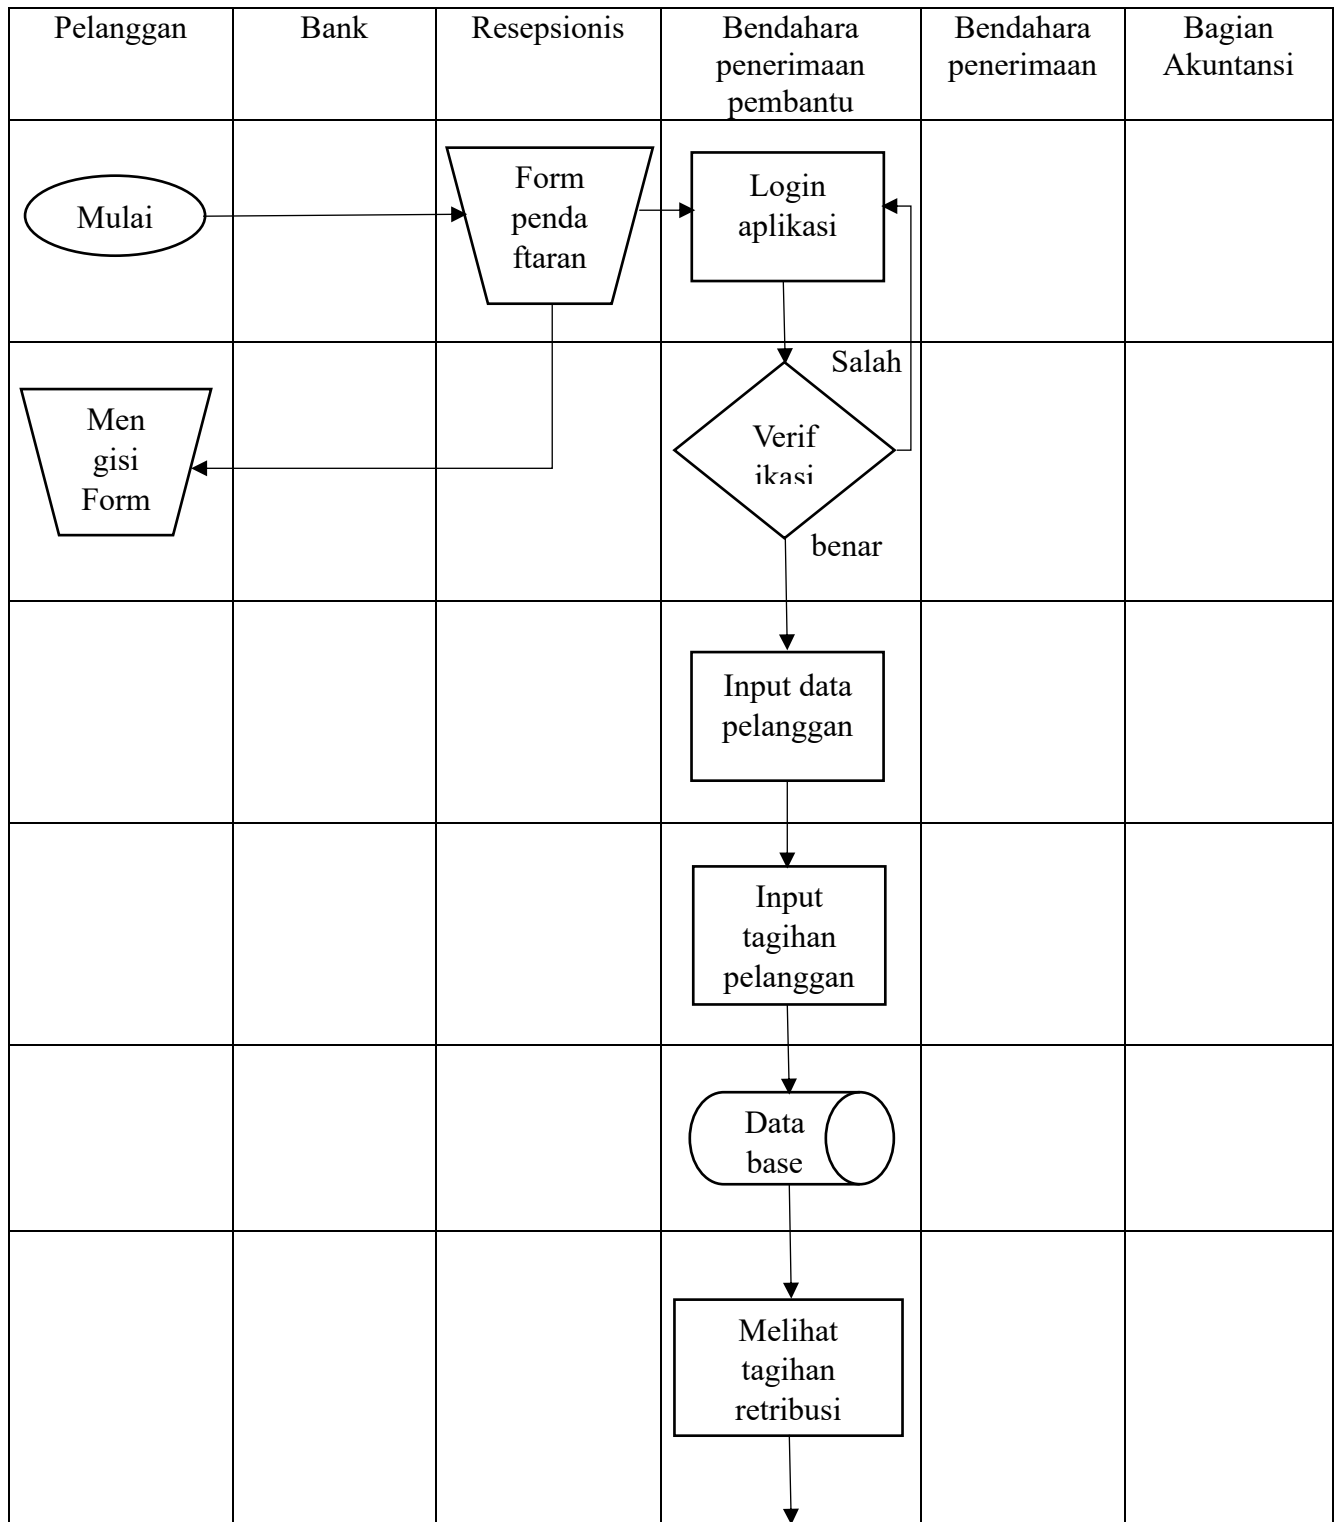 Pelanggan
Bank
Resepsionis
Bendahara
penerimaan
pembantu
Bendahara
penerimaan
Bagian
Akuntansi
Mulai
Form
penda
ftaran
Login
aplikasi
Men
gisi
Form
Salah
Verif
ikasi
benar
Input data
pelanggan
Input
tagihan
pelanggan
Data
base
Melihat
tagihan
retribusi